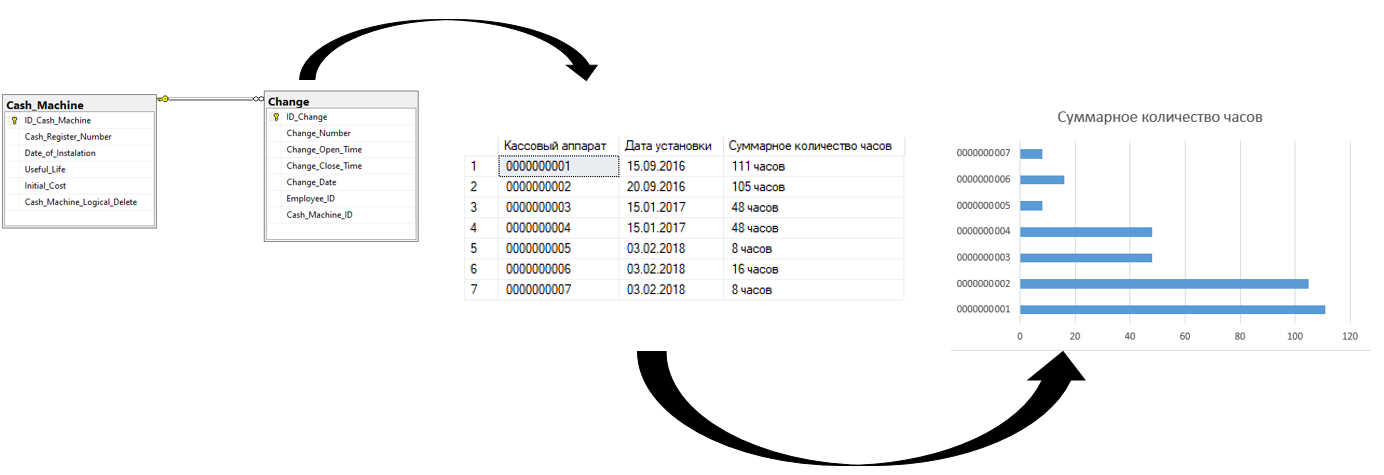 Cash_Machine
ID_Cash_Machine
Cash_Register_Number
Date_of_Instalation
Useful_Life
Initial_Cost
Cash_Machine_Logical_Delete
Change
ID_Change
Change_Number
Change_Open_Time
Change_Close_Time
Change_Date
Employee_ID
Cash_Machine_ID
Кассовый аппарат Дата установки Суммарное количество часов
1 0000000001 15.09.2016 111 часов
2 0000000002 20.09.2016 105 часов
3 0000000003 15.01.2017 48 часов
4 0000000004 15.01.2017 48 часов
5 0000000005 03.02.2018 8 часов
6 0000000006 03.02.2018 16 часов
7 0000000007 03.02.2018 8 часов
Суммарное количество часов
0000000007
0000000006
0000000005
0000000004
0000000003
0000000002
0000000001
0 20 40 60 80 100 120